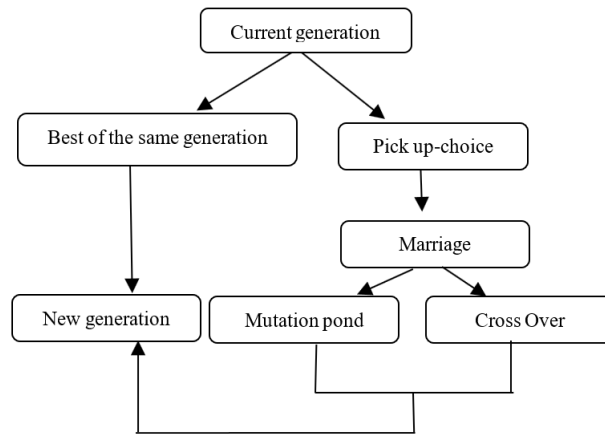 Current generation
Best of the same generation
Pick up-choice
Marriage
New generation
Mutation pond
Cross Over